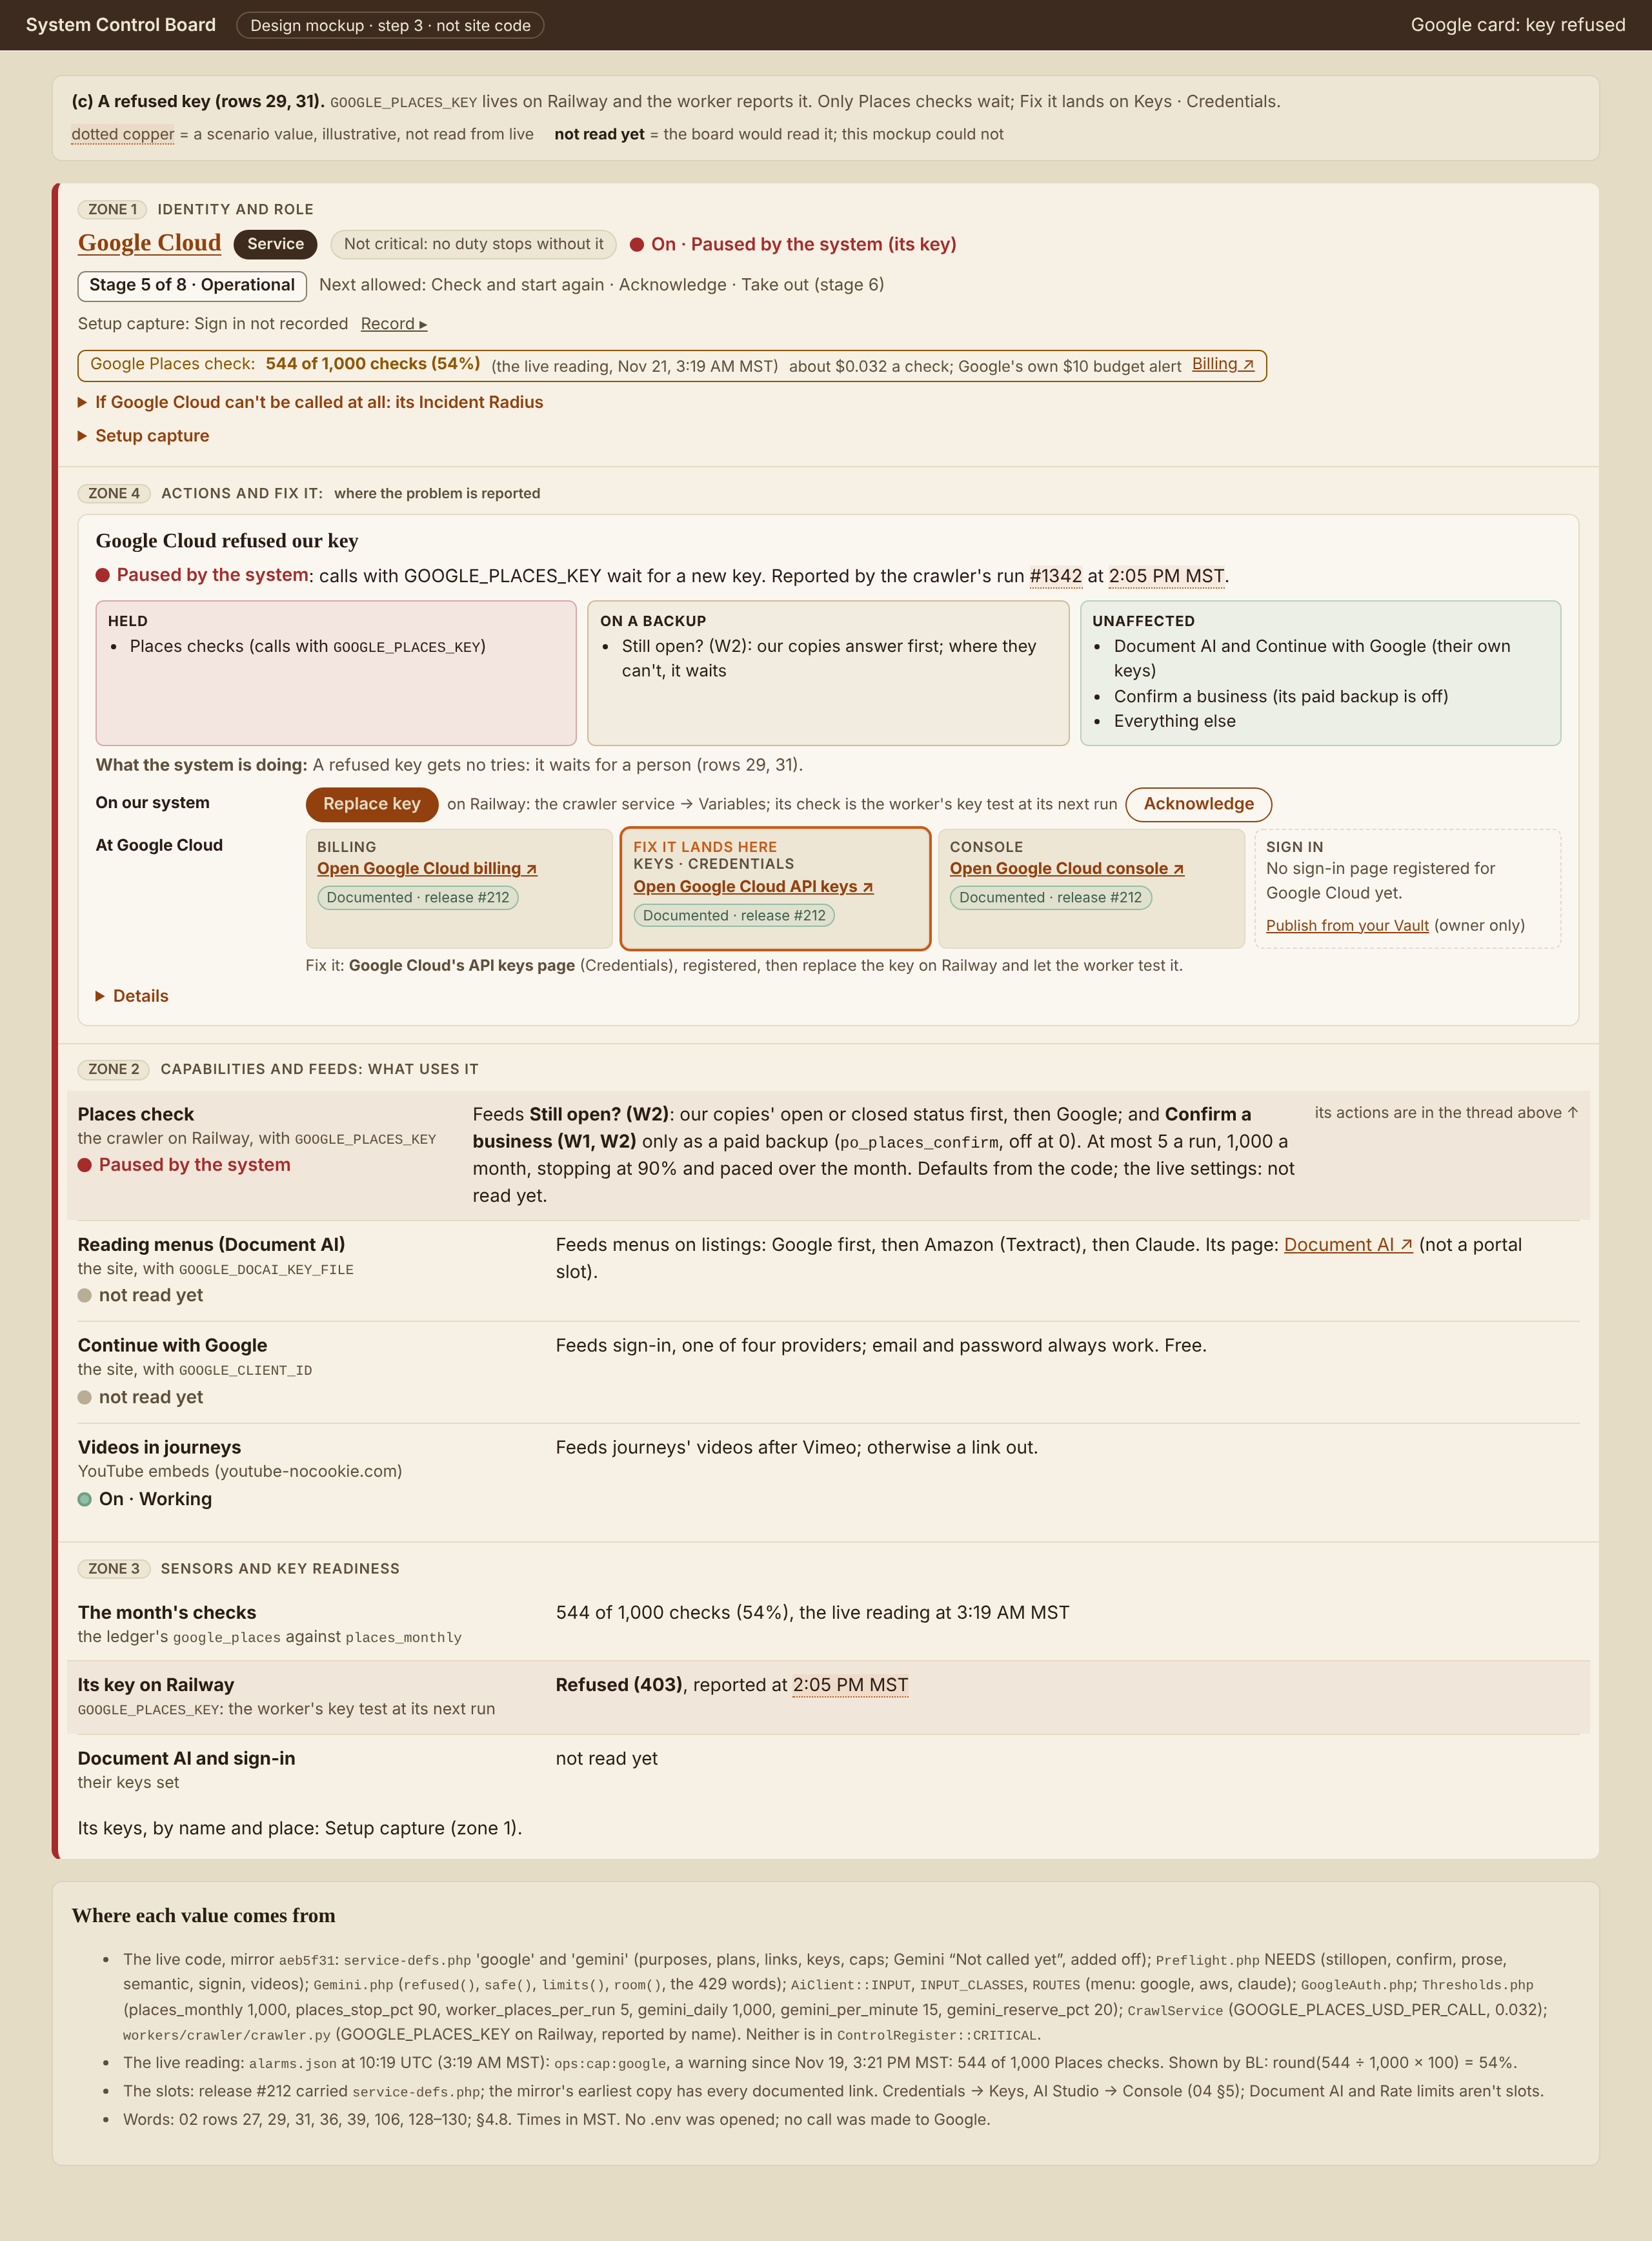 System Control Board
Design mockup · step 3 · not site code
Google card: key refused
(c) A refused key (rows 29, 31). GOOGLE_PLACES_KEY lives on Railway and the worker reports it. Only Places checks wait; Fix it lands on Keys · Credentials.
dotted copper = a scenario value, illustrative, not read from live not read yet = the board would read it; this mockup could not
ZONE 1 IDENTITY AND ROLE
Google Cloud Service Not critical: no duty stops without it On · Paused by the system (its key)
Stage 5 of 8 · Operational Next allowed: Check and start again · Acknowledge · Take out (stage 6)
Setup capture: Sign in not recorded Record ▸
Google Places check: 544 of 1,000 checks (54%) (the live reading, Nov 21, 3:19 AM MST) about $0.032 a check; Google's own $10 budget alert Billing ↗
▶ If Google Cloud can't be called at all: its Incident Radius
▶ Setup capture
ZONE 4 ACTIONS AND FIX IT: where the problem is reported
Google Cloud refused our key
Paused by the system: calls with GOOGLE_PLACES_KEY wait for a new key. Reported by the crawler's run #1342 at 2:05 PM MST.
HELD
• Places checks (calls with GOOGLE_PLACES_KEY)
ON A BACKUP
• Still open? (W2): our copies answer first; where they
can't, it waits
UNAFFECTED
• Document AI and Continue with Google (their own
keys)
• Confirm a business (its paid backup is off)
• Everything else
What the system is doing: A refused key gets no tries: it waits for a person (rows 29, 31).
On our system Replace key on Railway: the crawler service → Variables; its check is the worker's key test at its next run Acknowledge
At Google Cloud
BILLING
Open Google Cloud billing ↗
Documented · release #212
FIX IT LANDS HERE
KEYS · CREDENTIALS
Open Google Cloud API keys ↗
Documented · release #212
CONSOLE
Open Google Cloud console ↗
Documented · release #212
SIGN IN
No sign-in page registered for
Google Cloud yet.
Publish from your Vault (owner only)
Fix it: Google Cloud's API keys page (Credentials), registered, then replace the key on Railway and let the worker test it.
▶ Details
ZONE 2 CAPABILITIES AND FEEDS: WHAT USES IT
Places check
the crawler on Railway, with GOOGLE_PLACES_KEY
Paused by the system
Feeds Still open? (W2): our copies' open or closed status first, then Google; and Confirm a
business (W1, W2) only as a paid backup (po_places_confirm, off at 0). At most 5 a run, 1,000 a
month, stopping at 90% and paced over the month. Defaults from the code; the live settings: not
read yet.
its actions are in the thread above ↑
Reading menus (Document AI)
the site, with GOOGLE_DOCAI_KEY_FILE
not read yet
Feeds menus on listings: Google first, then Amazon (Textract), then Claude. Its page: Document AI ↗ (not a portal
slot).
Continue with Google
the site, with GOOGLE_CLIENT_ID
not read yet
Feeds sign-in, one of four providers; email and password always work. Free.
Videos in journeys
YouTube embeds (youtube-nocookie.com)
On · Working
Feeds journeys' videos after Vimeo; otherwise a link out.
ZONE 3 SENSORS AND KEY READINESS
The month's checks
the ledger's google_places against places_monthly
544 of 1,000 checks (54%), the live reading at 3:19 AM MST
Its key on Railway
GOOGLE_PLACES_KEY: the worker's key test at its next run
Refused (403), reported at 2:05 PM MST
Document AI and sign-in
their keys set
not read yet
Its keys, by name and place: Setup capture (zone 1).
Where each value comes from
• The live code, mirror aeb5f31: service-defs.php 'google' and 'gemini' (purposes, plans, links, keys, caps; Gemini “Not called yet”, added off); Preflight.php NEEDS (stillopen, confirm, prose,
semantic, signin, videos); Gemini.php (refused(), safe(), limits(), room(), the 429 words); AiClient::INPUT, INPUT_CLASSES, ROUTES (menu: google, aws, claude); GoogleAuth.php; Thresholds.php
(places_monthly 1,000, places_stop_pct 90, worker_places_per_run 5, gemini_daily 1,000, gemini_per_minute 15, gemini_reserve_pct 20); CrawlService (GOOGLE_PLACES_USD_PER_CALL, 0.032);
workers/crawler/crawler.py (GOOGLE_PLACES_KEY on Railway, reported by name). Neither is in ControlRegister::CRITICAL.
• The live reading: alarms.json at 10:19 UTC (3:19 AM MST): ops:cap:google, a warning since Nov 19, 3:21 PM MST: 544 of 1,000 Places checks. Shown by BL: round(544 ÷ 1,000 × 100) = 54%.
• The slots: release #212 carried service-defs.php; the mirror's earliest copy has every documented link. Credentials → Keys, AI Studio → Console (04 §5); Document AI and Rate limits aren't slots.
• Words: 02 rows 27, 29, 31, 36, 39, 106, 128–130; §4.8. Times in MST. No .env was opened; no call was made to Google.